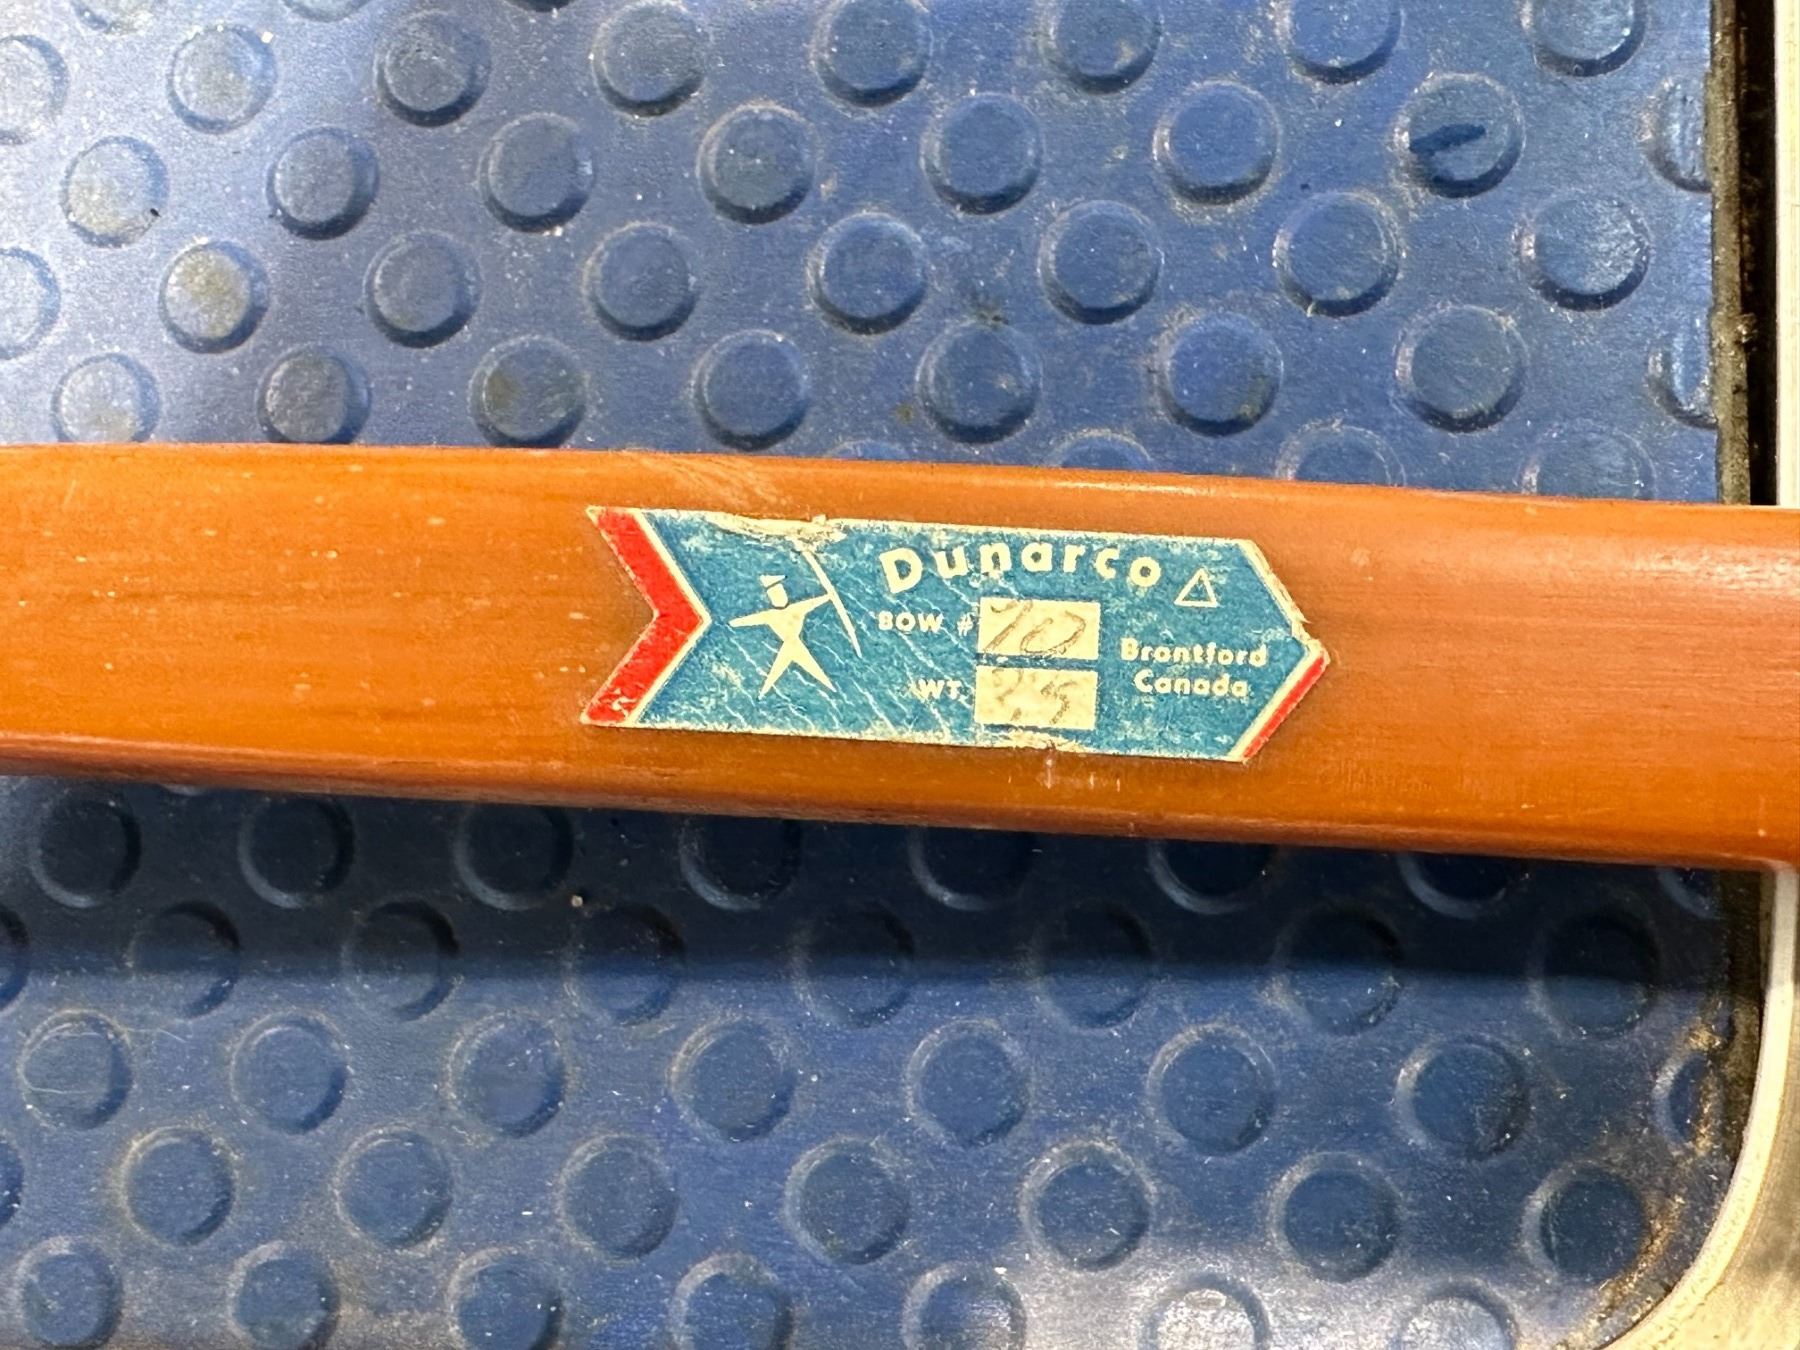 Dunarco
BOW #
WT.
Brantford
Canada